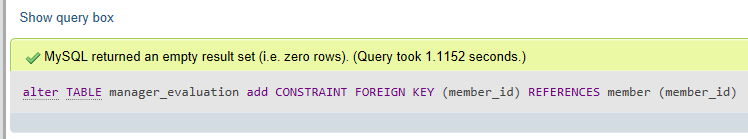 Show query box
MySQL returned an empty result set (i.e. zero rows). (Query took 1.1152 seconds.)
alter TABLE manager_evaluation add CONSTRAINT FOREIGN KEY (member_id) REFERENCES member (member_id)